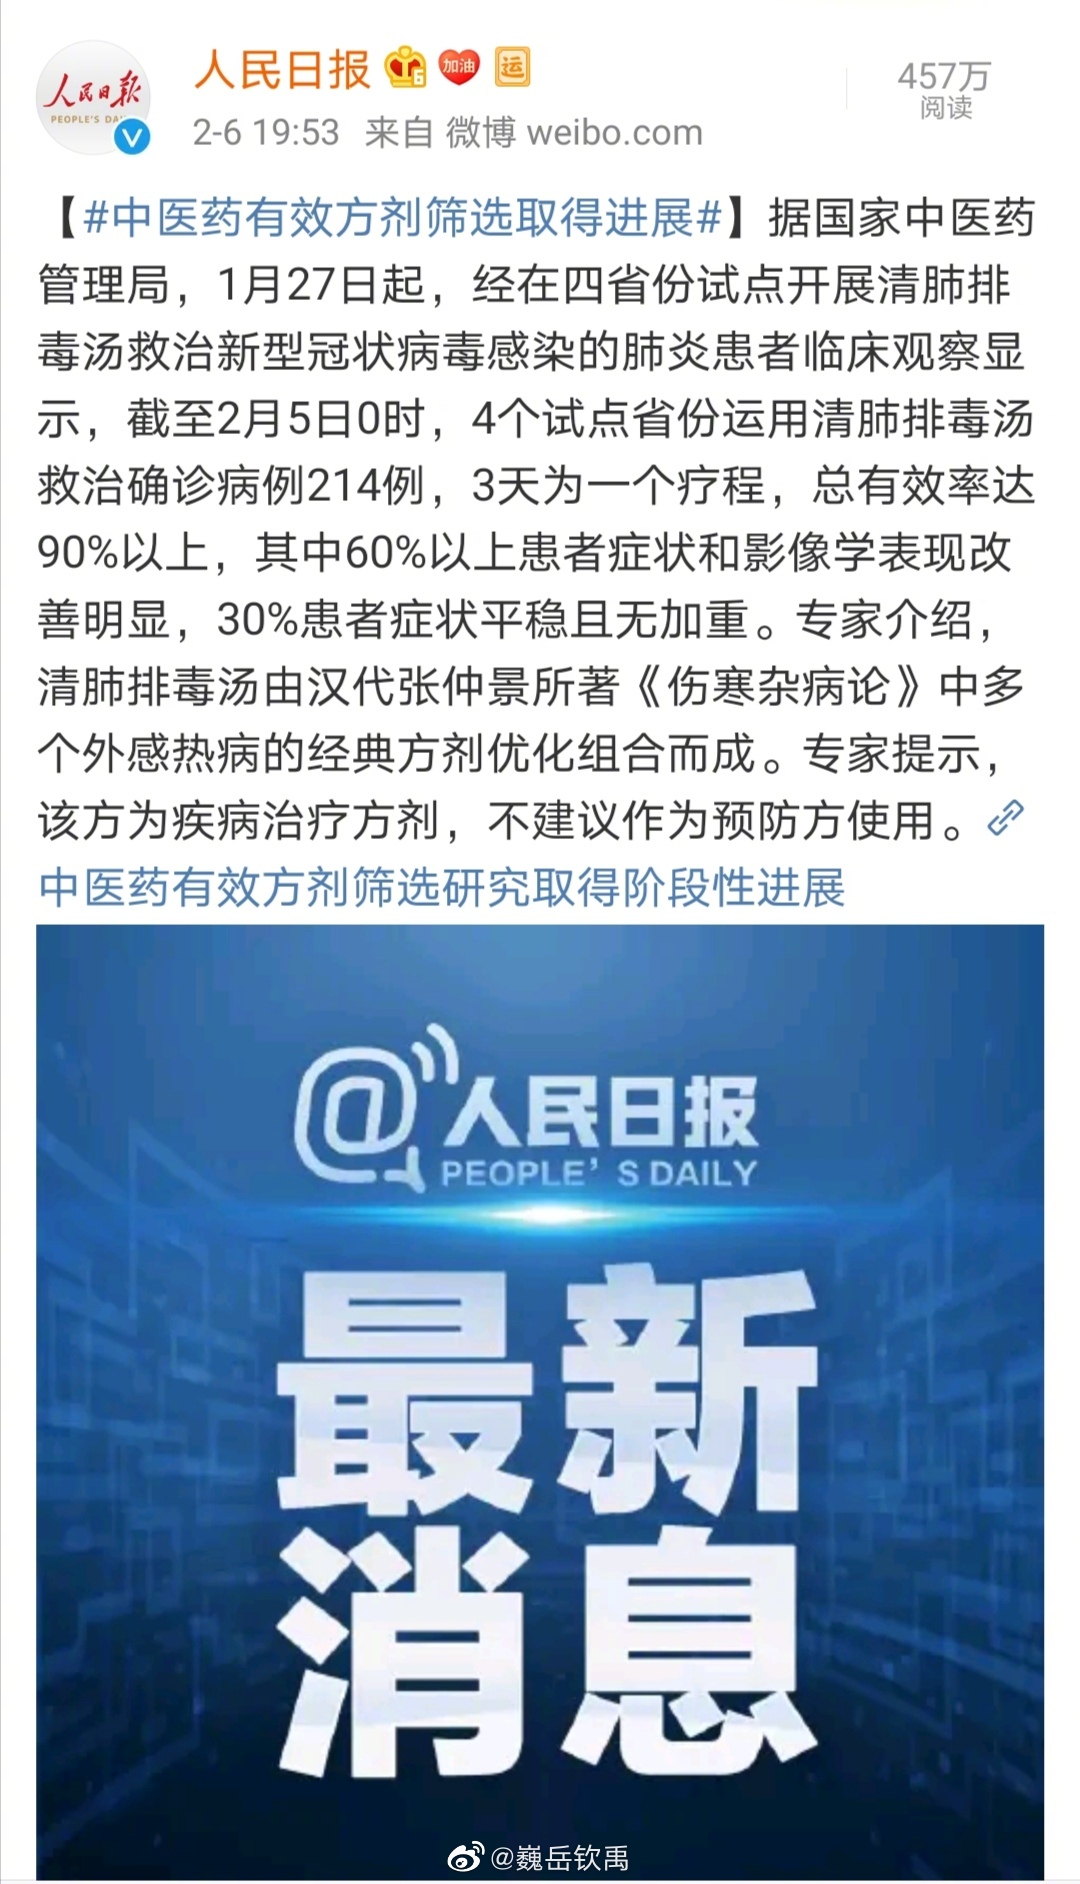 人民日报
PEOPLE'S DA
人民日报 6 加油 运
457万
阅读
2-6 19:53 来自 微博 weibo.com
【#中医药有效方剂筛选取得进展#】据国家中医药
管理局，1月27日起，经在四省份试点开展清肺排
毒汤救治新型冠状病毒感染的肺炎患者临床观察显
示，截至2月5日0时，4个试点省份运用清肺排毒汤
救治确诊病例214例，3天为一个疗程，总有效率达
90%以上，其中60%以上患者症状和影像学表现改
善明显，30%患者症状平稳且无加重。专家介绍，
清肺排毒汤由汉代张仲景所著《伤寒杂病论》中多
个外感热病的经典方剂优化组合而成。专家提示，
该方为疾病治疗方剂，不建议作为预防方使用。
中医药有效方剂筛选研究取得阶段性进展
@人民日报
PEOPLE'S DAILY
最新
消息
@巍岳钦禹